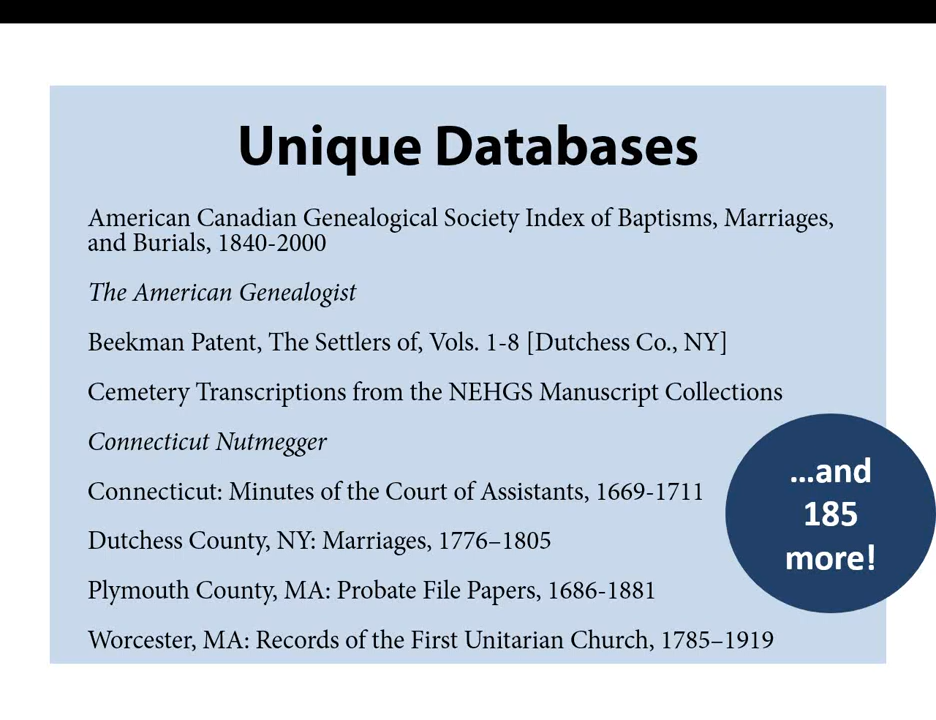 Unique Databases
American Canadian Genealogical Society Index of Baptisms, Marriages,
and Burials, 1840-2000
The American Genealogist
Beekman Patent, The Settlers of, Vols. 1-8 [Dutchess Co., NY]
Cemetery Transcriptions from the NEHGS Manuscript Collections
Connecticut Nutmegger
Connecticut: Minutes of the Court of Assistants, 1669-1711
Dutchess County, NY: Marriages, 1776–1805
Plymouth County, MA: Probate File Papers, 1686-1881
Worcester, MA: Records of the First Unitarian Church, 1785–1919
...and
185
more!